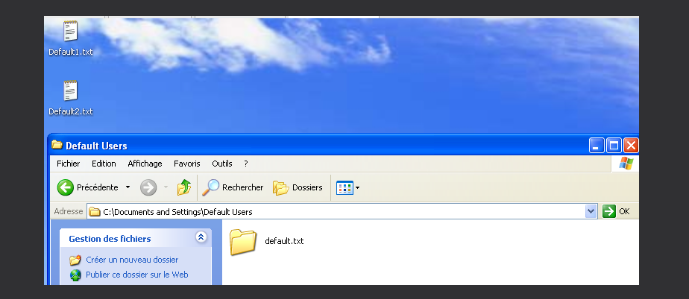 Default1.txt
Default2.txt
Default Users
Fichier Edition Affichage Favoris Outils ?
Précédente Rechercher Dossiers
Adresse C:\Documents and Settings\Default Users OK
Gestion des fichiers
default.txt
Créer un nouveau dossier
Publier ce dossier sur le Web